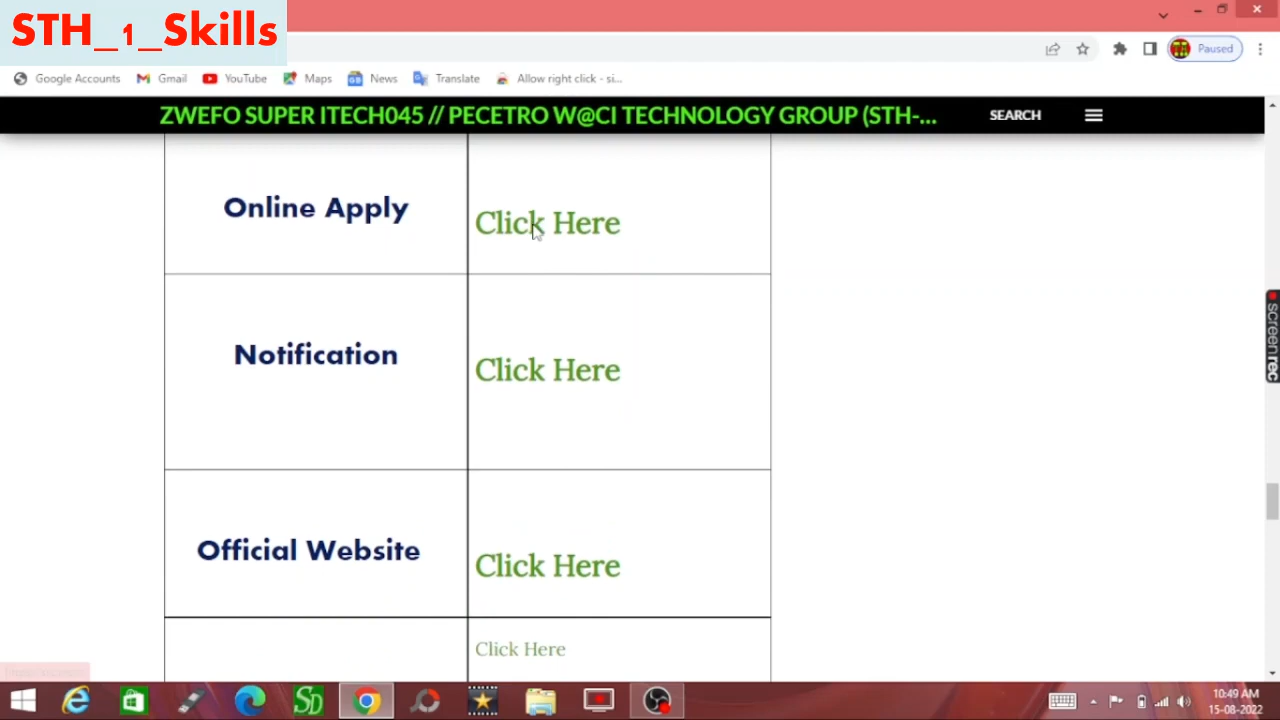 STH_1_Skills
Paused
Google Accounts
Gmail
YouTube
Maps
News
Translate
Allow right click - si...
ZWEFO SUPER ITECH045 // PECETRO W@CI TECHNOLOGY GROUP (STH-...
SEARCH
Online Apply
Click Here
Notification
Click Here
Official Website
Click Here
Click Here
screenrec
SD
10:49 AM
15-08-2022